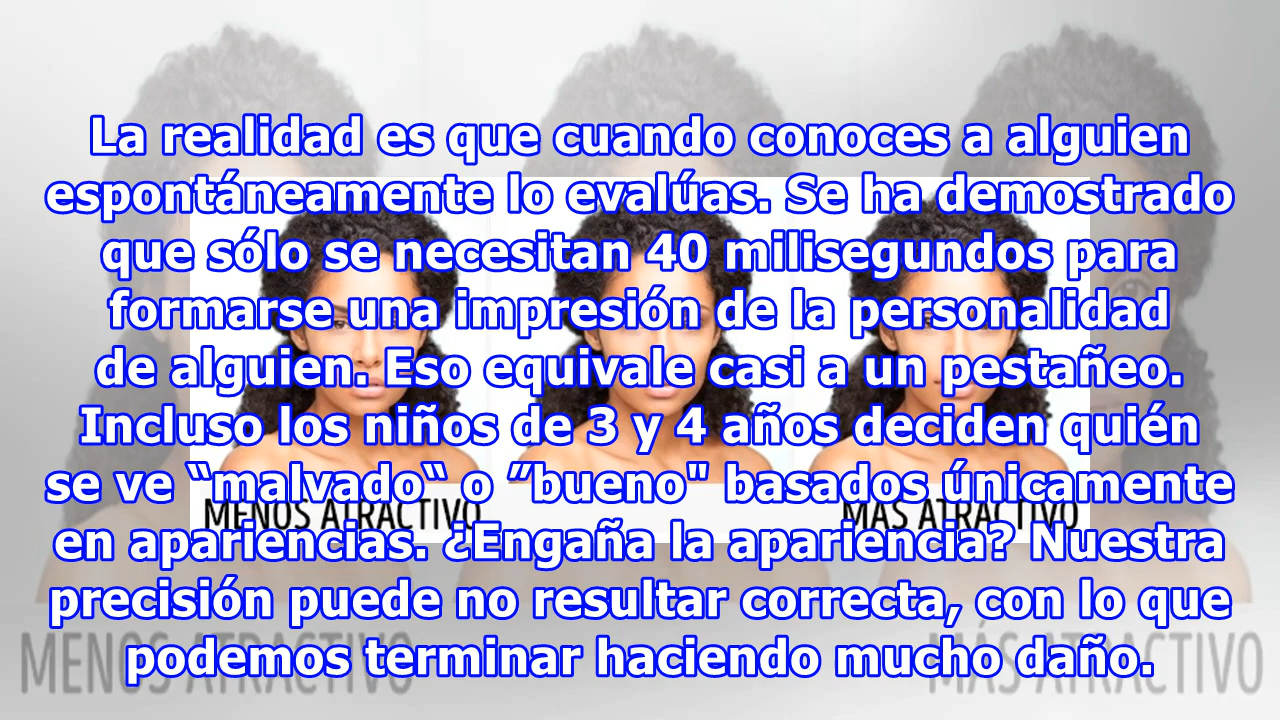 La realidad es que cuando conoces a alguien
espontáneamente lo evalúas. Se ha demostrado
que sólo se necesitan 40 milisegundos para
formarse una impresión de la personalidad
de alguien. Eso equivale casi a un pestañeo.
Incluso los niños de 3 y 4 años deciden quién
se ve “malvado“ o ”bueno" basados únicamente
en apariencias. ¿Engaña la apariencia? Nuestra
precisión puede no resultar correcta, con lo que
podemos terminar haciendo mucho daño.
MENOS ATRACTIVO
MÁS ATRACTIVO
MENOS ATRACTIVO
MÁS ATRACTIVO